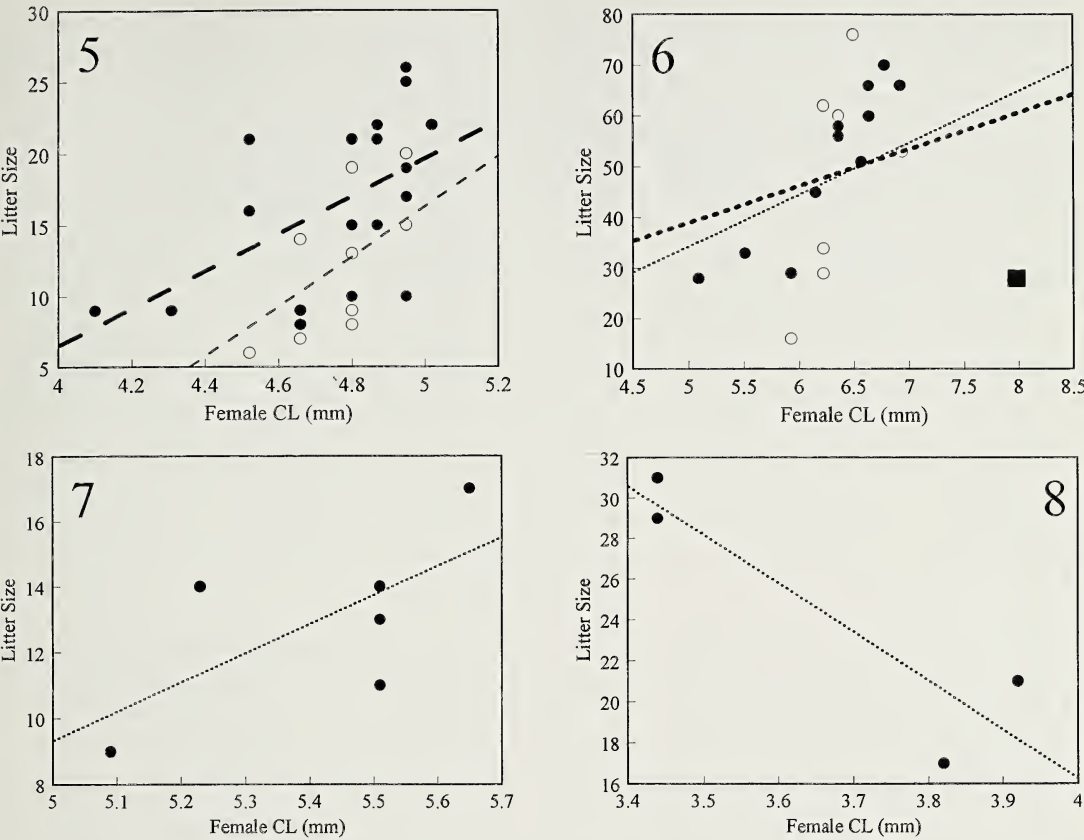 5
30
25
20
15
10
5
Litter Size
4 4.2 4.4 4.6 4.8 5 5.2
Female CL (mm)
6
80
70
60
50
40
30
20
10
Litter Size
4.5 5 5.5 6 6.5 7 7.5 8 8.5
Female CL (mm)
7
18
16
14
12
10
8
Litter Size
5 5.1 5.2 5.3 5.4 5.5 5.6 5.7
Female CL (mm)
8
32
30
28
26
24
22
20
18
16
Litter Size
3.4 3.5 3.6 3.7 3.8 3.9 4
Female CL (mm)